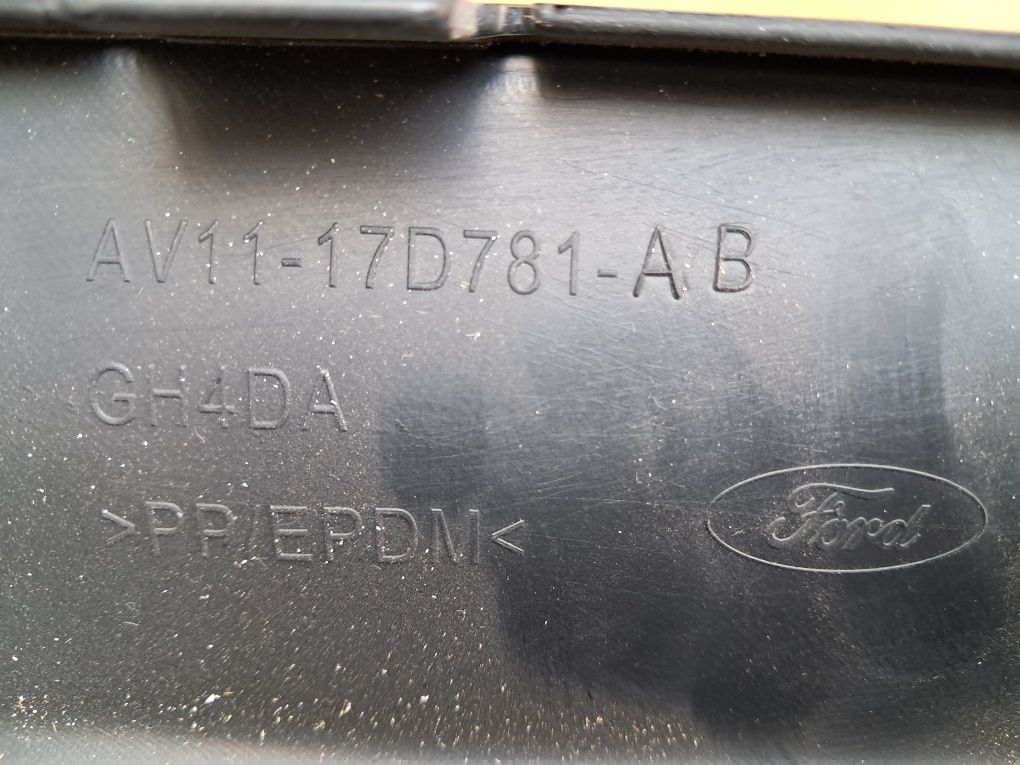 AV11-17D781-AB
GH4DA
>PP/EPDM<
Ford